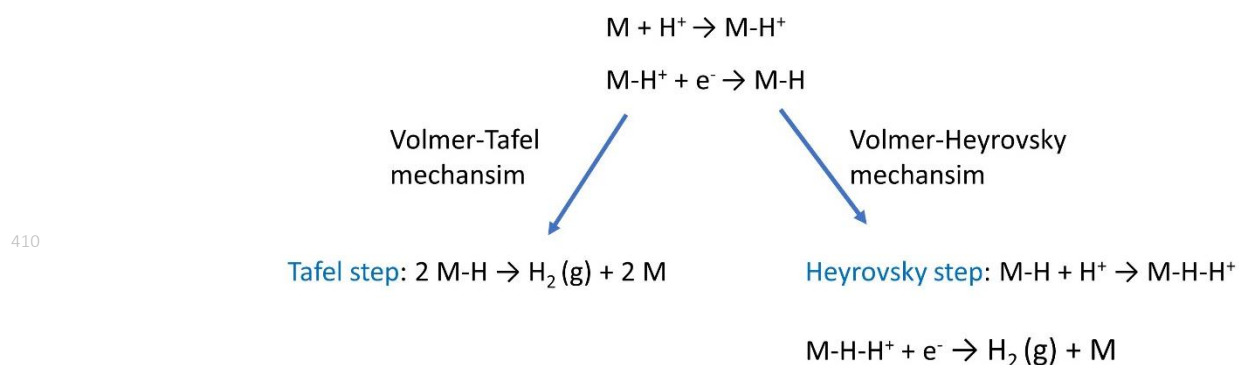 M + H⁺ → M-H⁺
M-H⁺ + e⁻ → M-H
Volmer-Tafel
mechansim
Volmer-Heyrovsky
mechansim
410
Tafel step: 2 M-H → H₂ (g) + 2 M
Heyrovsky step: M-H + H⁺ → M-H-H⁺
M-H-H⁺ + e⁻ → H₂ (g) + M